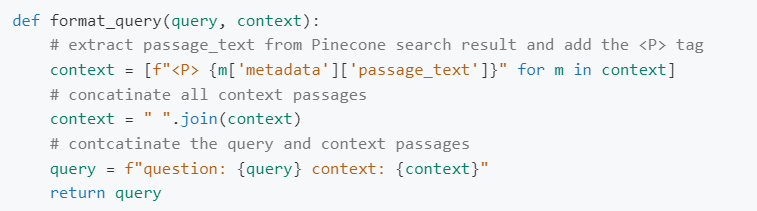 def format_query(query, context):
    # extract passage_text from Pinecone search result and add the <P> tag
    context = [f"<P> {m['metadata']['passage_text']}" for m in context]
    # concatinate all context passages
    context = " ".join(context)
    # contcatinate the query and context passages
    query = f"question: {query} context: {context}"
    return query